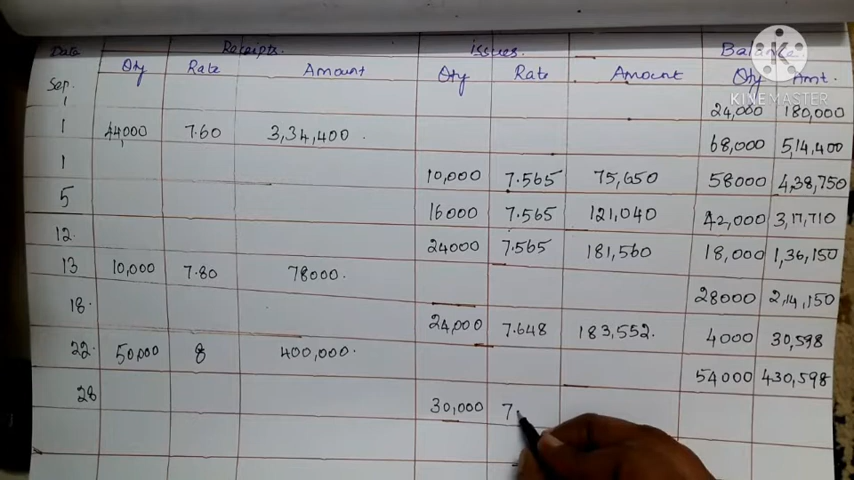 Date Receipts. issues. Balance
Qty Rate Amount Qty Rate Amount Qty Amt.
Sep.
1 24,000 180,000
1 44000 7.60 3,34,400 68,000 5,14,400
1 10,000 7.565 75,650 58000 4,38,750
5 16000 7.565 121,040 42,000 3,17,710
12 24000 7.565 181,560 18,000 1,36,150
13 10,000 7.80 78000 28000 2,14,150
18 24,000 7.648 183,552 4000 30,598
22 50,000 8 400,000 54000 430,598
28 30,000 7.
K
KINEMASTER